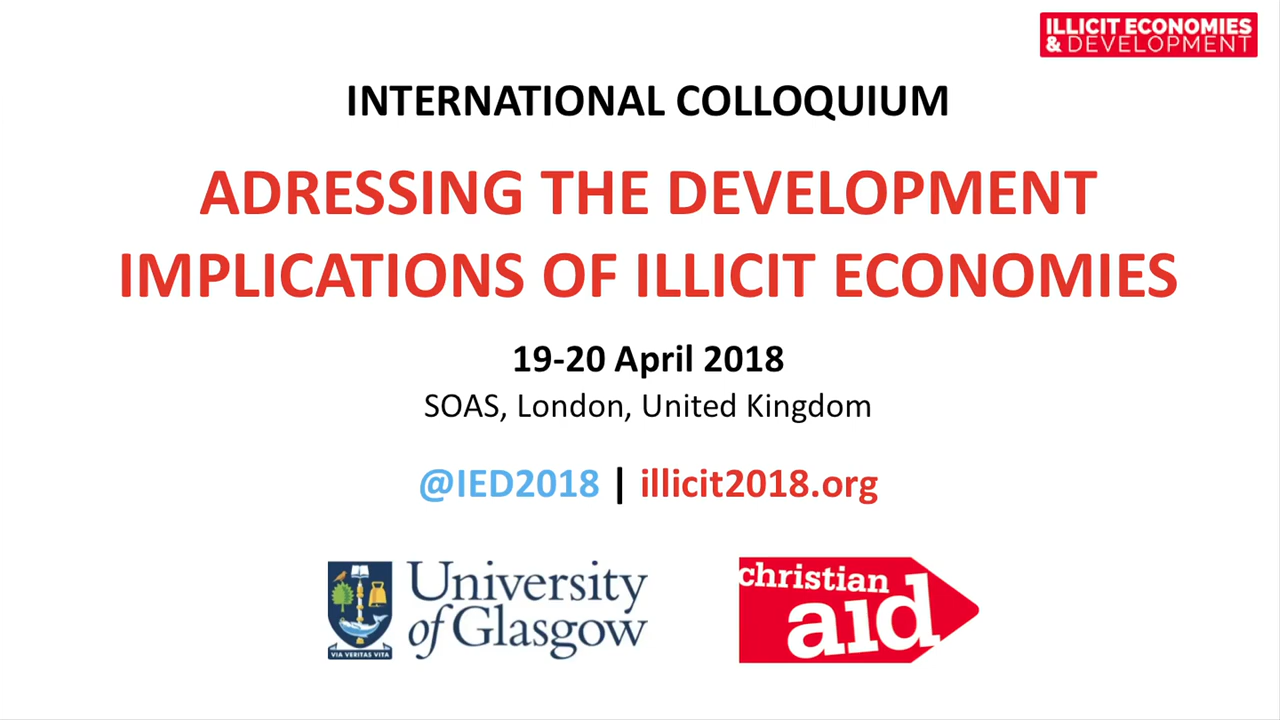 ILLICIT ECONOMIES
& DEVELOPMENT
INTERNATIONAL COLLOQUIUM
ADRESSING THE DEVELOPMENT
IMPLICATIONS OF ILLICIT ECONOMIES
19-20 April 2018
SOAS, London, United Kingdom
@IED2018 | illicit2018.org
University
of Glasgow
VIA VERITAS VITA
christian
aid